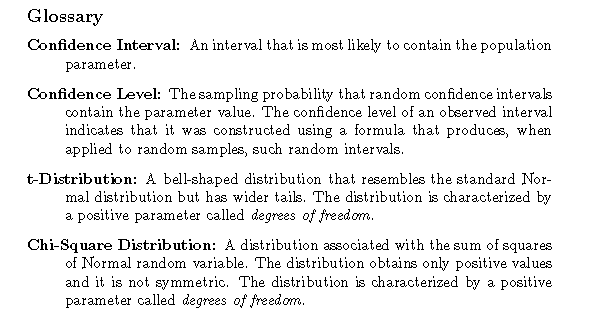 Glossary
Confidence Interval: An interval that is most likely to contain the population
parameter.
Confidence Level: The sampling probability that random confidence intervals
contain the parameter value. The confidence level of an observed interval
indicates that it was constructed using a formula that produces, when
applied to random samples, such random intervals.
t-Distribution: A bell-shaped distribution that resembles the standard Nor-
mal distribution but has wider tails. The distribution is characterized by
a positive parameter called degrees of freedom.
Chi-Square Distribution: A distribution associated with the sum of squares
of Normal random variable. The distribution obtains only positive values
and it is not symmetric. The distribution is characterized by a positive
parameter called degrees of freedom.